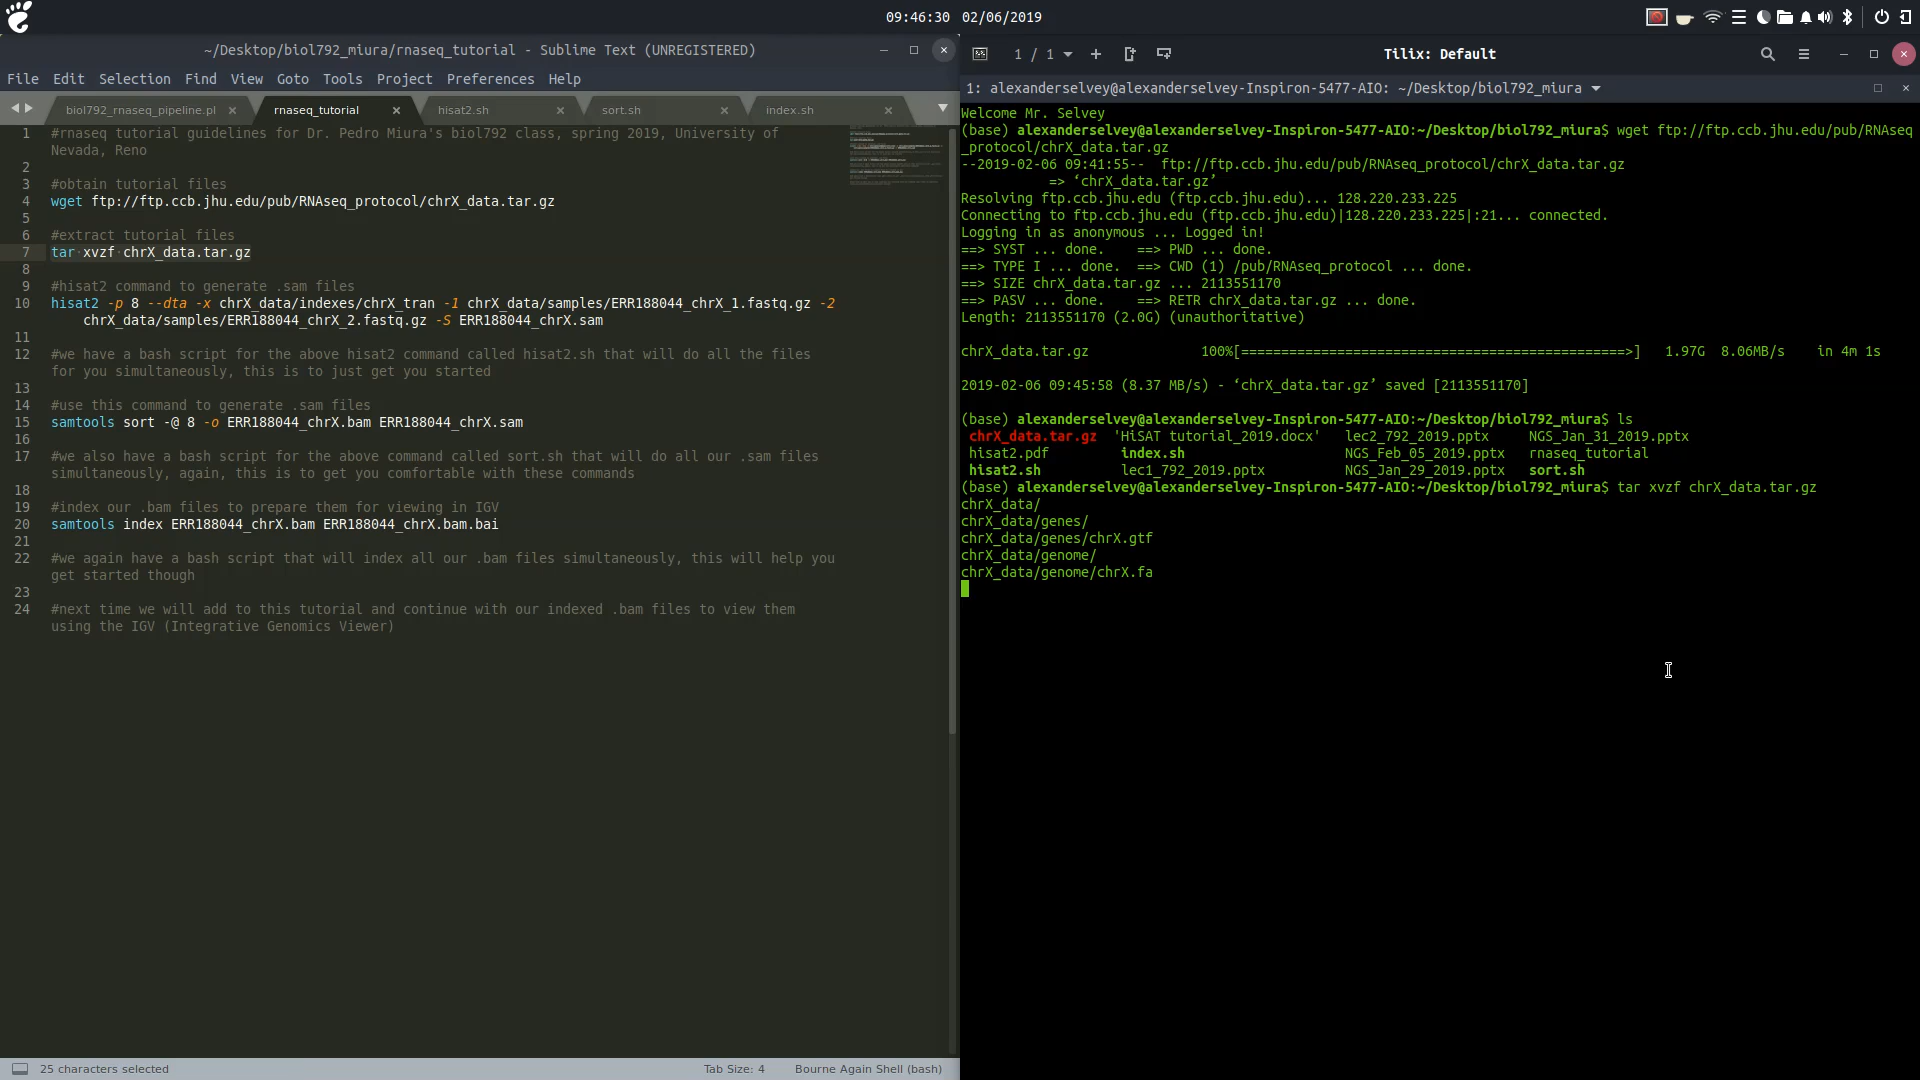 09:46:30 02/06/2019
~/Desktop/biol792_miura/rnaseq_tutorial - Sublime Text (UNREGISTERED)
File Edit Selection Find View Goto Tools Project Preferences Help
biol792_rnaseq_pipeline.pl rnaseq_tutorial hisat2.sh sort.sh index.sh
1 #rnaseq tutorial guidelines for Dr. Pedro Miura's biol792 class, spring 2019, University of
Nevada, Reno
2
3 #obtain tutorial files
4 wget ftp://ftp.ccb.jhu.edu/pub/RNAseq_protocol/chrX_data.tar.gz
5
6 #extract tutorial files
7 tar xvzf chrX_data.tar.gz
8
9 #hisat2 command to generate .sam files
10 hisat2 -p 8 --dta -x chrX_data/indexes/chrX_tran -1 chrX_data/samples/ERR188044_chrX_1.fastq.gz -2
chrX_data/samples/ERR188044_chrX_2.fastq.gz -S ERR188044_chrX.sam
11
12 #we have a bash script for the above hisat2 command called hisat2.sh that will do all the files
for you simultaneously, this is to just get you started
13
14 #use this command to generate .sam files
15 samtools sort -@ 8 -o ERR188044_chrX.bam ERR188044_chrX.sam
16
17 #we also have a bash script for the above command called sort.sh that will do all our .sam files
simultaneously, again, this is to get you comfortable with these commands
18
19 #index our .bam files to prepare them for viewing in IGV
20 samtools index ERR188044_chrX.bam ERR188044_chrX.bam.bai
21
22 #we again have a bash script that will index all our .bam files simultaneously, this will help you
get started though
23
24 #next time we will add to this tutorial and continue with our indexed .bam files to view them
using the IGV (Integrative Genomics Viewer)
25 characters selected Tab Size: 4 Bourne Again Shell (bash)
1 / 1 Tilix: Default
1: alexanderselvey@alexanderselvey-Inspiron-5477-AIO: ~/Desktop/biol792_miura
Welcome Mr. Selvey
(base) alexanderselvey@alexanderselvey-Inspiron-5477-AIO:~/Desktop/biol792_miura$ wget ftp://ftp.ccb.jhu.edu/pub/RNAseq
_protocol/chrX_data.tar.gz
--2019-02-06 09:41:55-- ftp://ftp.ccb.jhu.edu/pub/RNAseq_protocol/chrX_data.tar.gz
=> ‘chrX_data.tar.gz’
Resolving ftp.ccb.jhu.edu (ftp.ccb.jhu.edu)... 128.220.233.225
Connecting to ftp.ccb.jhu.edu (ftp.ccb.jhu.edu)|128.220.233.225|:21... connected.
Logging in as anonymous ... Logged in!
==> SYST ... done. ==> PWD ... done.
==> TYPE I ... done. ==> CWD (1) /pub/RNAseq_protocol ... done.
==> SIZE chrX_data.tar.gz ... 2113551170
==> PASV ... done. ==> RETR chrX_data.tar.gz ... done.
Length: 2113551170 (2.0G) (unauthoritative)
chrX_data.tar.gz 100%[================================================>] 1.97G 8.06MB/s in 4m 1s
2019-02-06 09:45:58 (8.37 MB/s) - ‘chrX_data.tar.gz’ saved [2113551170]
(base) alexanderselvey@alexanderselvey-Inspiron-5477-AIO:~/Desktop/biol792_miura$ ls
chrX_data.tar.gz 'HiSAT tutorial_2019.docx' lec2_792_2019.pptx NGS_Jan_31_2019.pptx
hisat2.pdf index.sh NGS_Feb_05_2019.pptx rnaseq_tutorial
hisat2.sh lec1_792_2019.pptx NGS_Jan_29_2019.pptx sort.sh
(base) alexanderselvey@alexanderselvey-Inspiron-5477-AIO:~/Desktop/biol792_miura$ tar xvzf chrX_data.tar.gz
chrX_data/
chrX_data/genes/
chrX_data/genes/chrX.gtf
chrX_data/genome/
chrX_data/genome/chrX.fa